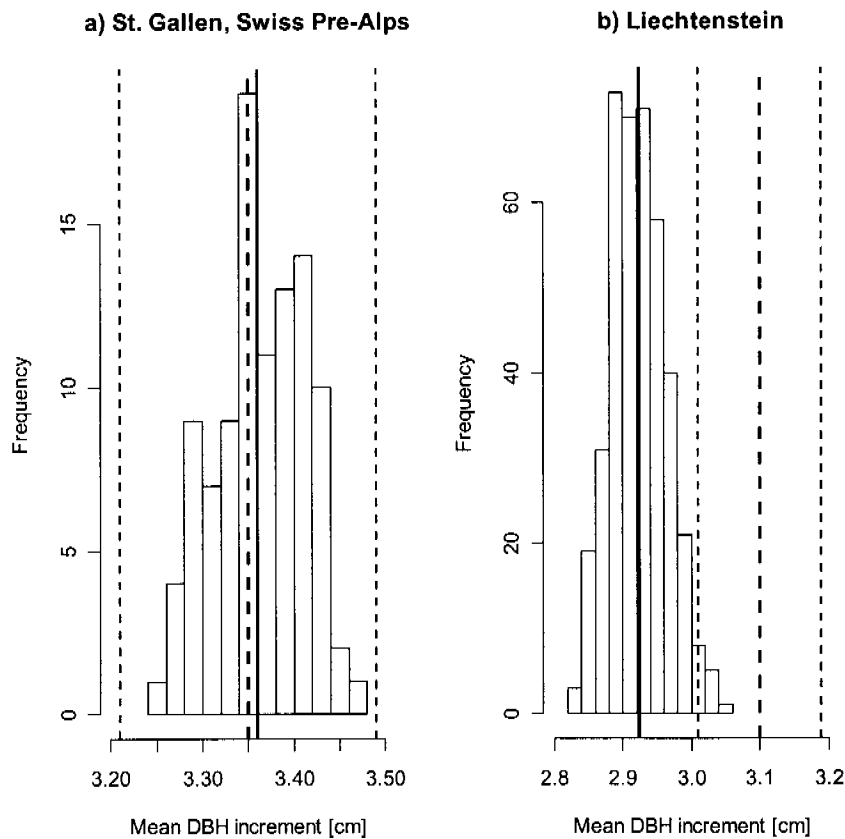 a) St. Gallen, Swiss Pre-Alps
Frequency
15
10
5
0
3.20
3.30
3.40
3.50
Mean DBH increment [cm]
b) Liechtenstein
Frequency
60
40
20
0
2.8
2.9
3.0
3.1
3.2
Mean DBH increment [cm]